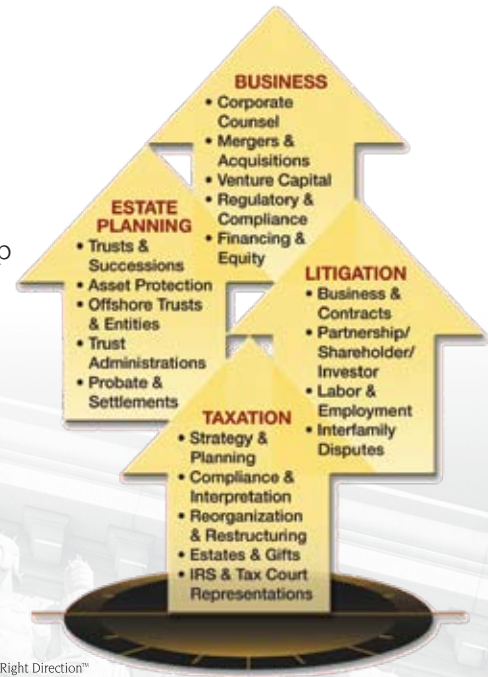 BUSINESS
• Corporate
Counsel
• Mergers &
Acquisitions
• Venture Capital
• Regulatory &
Compliance
• Financing &
Equity
ESTATE
PLANNING
• Trusts &
Successions
• Asset Protection
• Offshore Trusts
& Entities
• Trust
Administrations
• Probate &
Settlements
p
LITIGATION
• Business &
Contracts
• Partnership/
Shareholder/
Investor
• Labor &
Employment
• Interfamily
Disputes
TAXATION
• Strategy &
Planning
• Compliance &
Interpretation
• Reorganization
& Restructuring
• Estates & Gifts
• IRS & Tax Court
Representations
Right Direction™